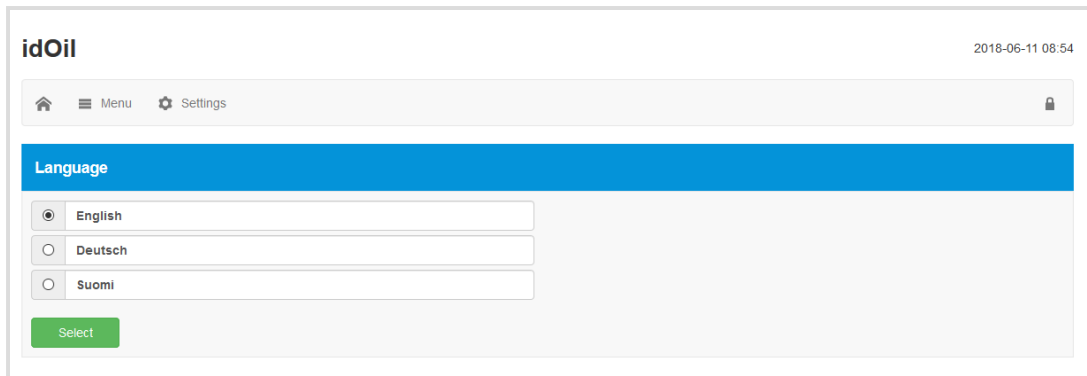 idOil
2018-06-11 08:54
Menu Settings
Language
English
Deutsch
Suomi
Select